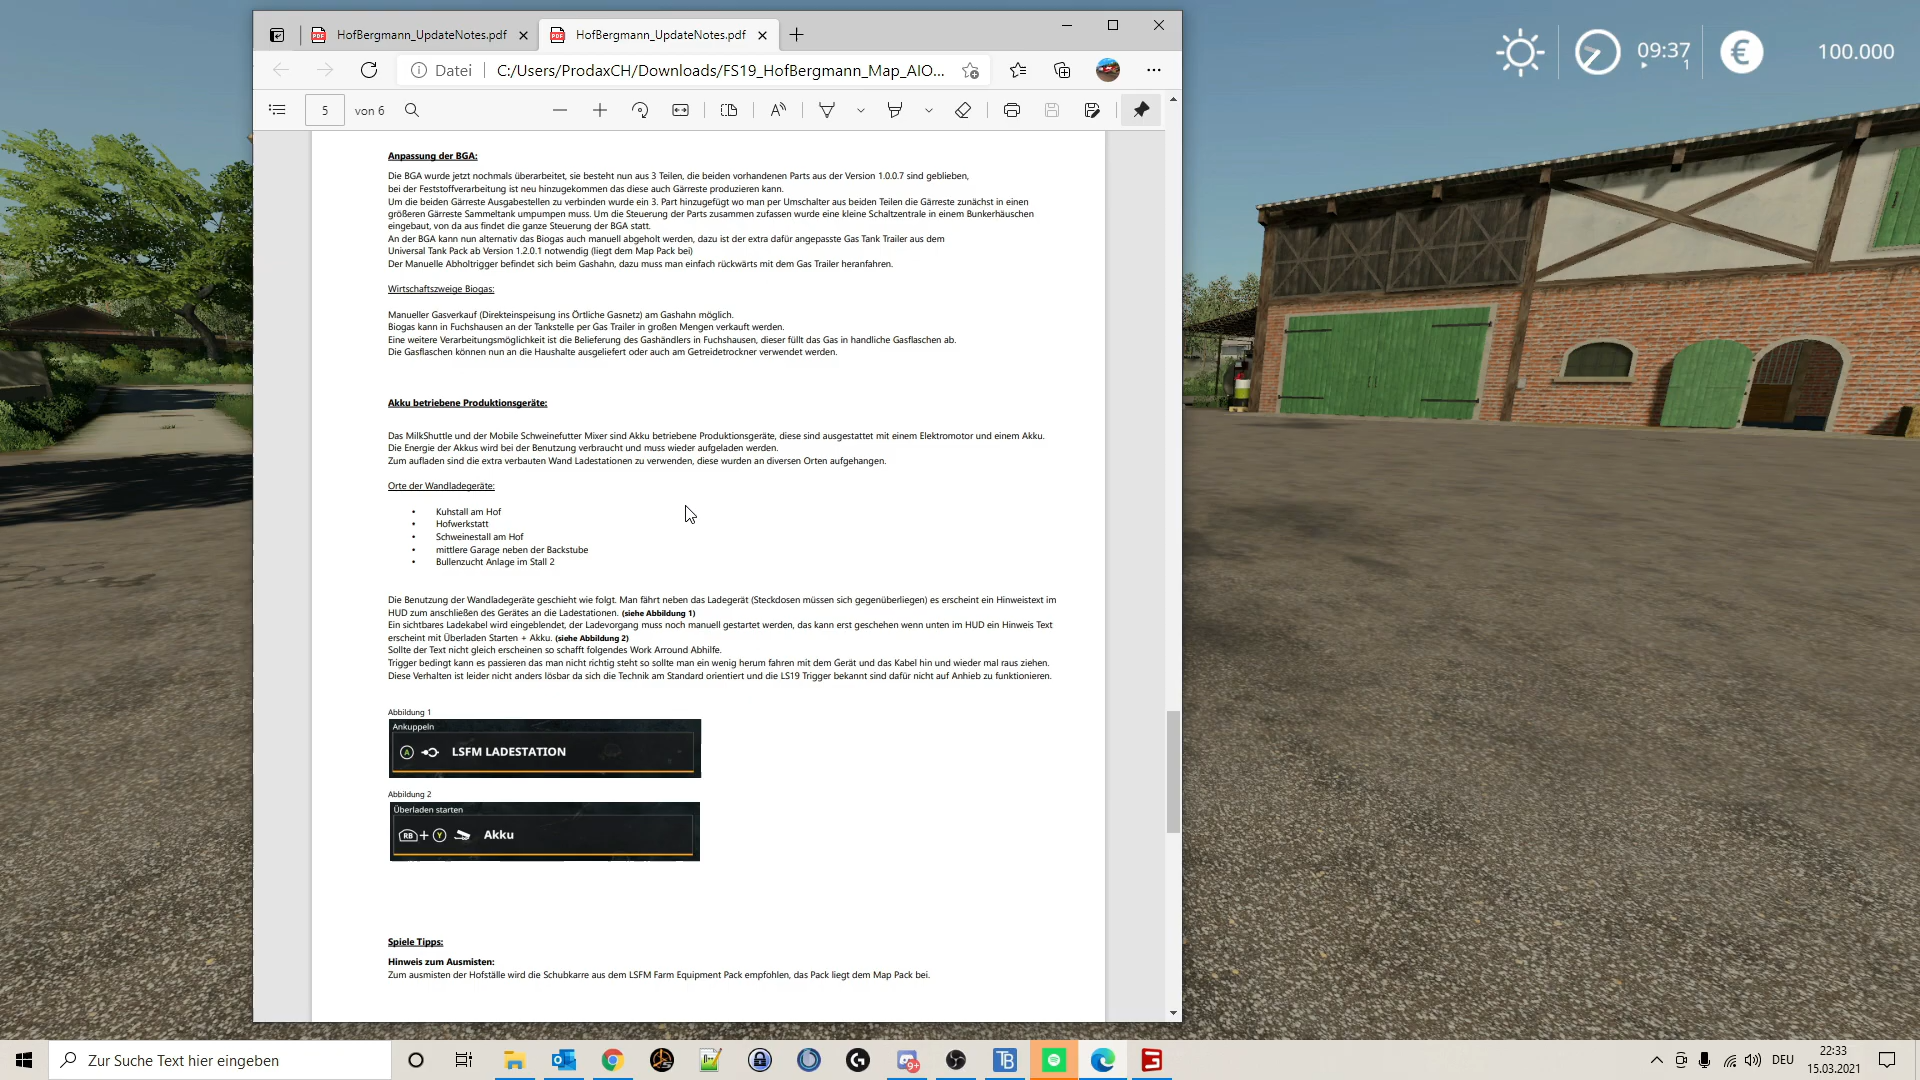 HofBergmann_UpdateNotes.pdf
HofBergmann_UpdateNotes.pdf
Datei
C:/Users/ProdaxCH/Downloads/FS19_HofBergmann_Map_AIO...
5
von 6
09:37
1
€
100.000
Anpassung der BGA:
Die BGA wurde jetzt nochmals überarbeitet, sie besteht nun aus 3 Teilen, die beiden vorhandenen Parts aus der Version 1.0.0.7 sind geblieben,
bei der Feststoffverarbeitung ist neu hinzugekommen das diese auch Gärreste produzieren kann.
Um die beiden Gärreste Ausgabestellen zu verbinden wurde ein 3. Part hinzugefügt wo man per Umschalter aus beiden Teilen die Gärreste zunächst in einen
größeren Gärreste Sammeltank umpumpen muss. Um die Steuerung der Parts zusammen zufassen wurde eine kleine Schaltzentrale in einem Bunkerhäuschen
eingebaut, von da aus findet die ganze Steuerung der BGA statt.
An der BGA kann nun alternativ das Biogas auch manuell abgeholt werden, dazu ist der extra dafür angepasste Gas Tank Trailer aus dem
Universal Tank Pack ab Version 1.2.0.1 notwendig (liegt dem Map Pack bei)
Der Manuelle Abholtrigger befindet sich beim Gashahn, dazu muss man einfach rückwärts mit dem Gas Trailer heranfahren.
Wirtschaftszweige Biogas:
Manueller Gasverkauf (Direkteinspeisung ins Örtliche Gasnetz) am Gashahn möglich.
Biogas kann in Fuchshausen an der Tankstelle per Gas Trailer in großen Mengen verkauft werden.
Eine weitere Verarbeitungsmöglichkeit ist die Belieferung des Gashändlers in Fuchshausen, dieser füllt das Gas in handliche Gasflaschen ab.
Die Gasflaschen können nun an die Haushalte ausgeliefert oder auch am Getreidetrockner verwendet werden.
Akku betriebene Produktionsgeräte:
Das MilkShuttle und der Mobile Schweinefutter Mixer sind Akku betriebene Produktionsgeräte, diese sind ausgestattet mit einem Elektromotor und einem Akku.
Die Energie der Akkus wird bei der Benutzung verbraucht und muss wieder aufgeladen werden.
Zum aufladen sind die extra verbauten Wand Ladestationen zu verwenden, diese wurden an diversen Orten aufgehangen.
Orte der Wandladegeräte:
• Kuhstall am Hof
• Hofwerkstatt
• Schweinestall am Hof
• mittlere Garage neben der Backstube
• Bullenzucht Anlage im Stall 2
Die Benutzung der Wandladegeräte geschieht wie folgt. Man fährt neben das Ladegerät (Steckdosen müssen sich gegenüberliegen) es erscheint ein Hinweistext im
HUD zum anschließen des Gerätes an die Ladestationen. (siehe Abbildung 1)
Ein sichtbares Ladekabel wird eingeblendet, der Ladevorgang muss noch manuell gestartet werden, das kann erst geschehen wenn unten im HUD ein Hinweis Text
erscheint mit Überladen Starten + Akku. (siehe Abbildung 2)
Sollte der Text nicht gleich erscheinen so schafft folgendes Work Arround Abhilfe.
Trigger bedingt kann es passieren das man nicht richtig steht so sollte man ein wenig herum fahren mit dem Gerät und das Kabel hin und wieder mal raus ziehen.
Diese Verhalten ist leider nicht anders lösbar da sich die Technik am Standard orientiert und die LS19 Trigger bekannt sind dafür nicht auf Anhieb zu funktionieren.
Abbildung 1
Ankuppeln
A LSFM LADESTATION
Abbildung 2
Überladen starten
RB + Y Akku
Spiele Tipps:
Hinweis zum Ausmisten:
Zum ausmisten der Hofställe wird die Schubkarre aus dem LSFM Farm Equipment Pack empfohlen, das Pack liegt dem Map Pack bei.
Zur Suche Text hier eingeben
9+
TB
DEU
22:33
15.03.2021